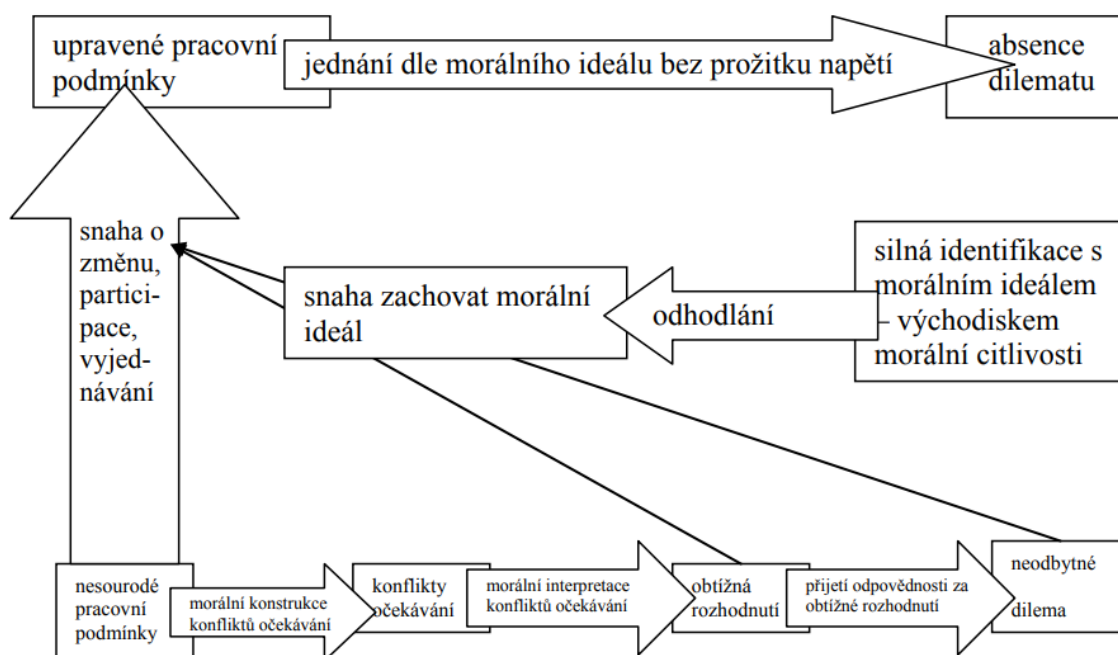 upravené pracovní
podmínky
jednání dle morálního ideálu bez prožitku napětí
absence
dilematu
snaha o
změnu,
partici-
pace,
vyjed-
návání
snaha zachovat morální
ideál
odhodlání
silná identifikace s
morálním ideálem
– východiskem
morální citlivosti
nesourodé
pracovní
podmínky
morální konstrukce
konfliktů očekávání
konflikty
očekávání
morální interpretace
konfliktů očekávání
obtížná
rozhodnutí
přijetí odpovědnosti za
obtížné rozhodnutí
neodbytné
dilema